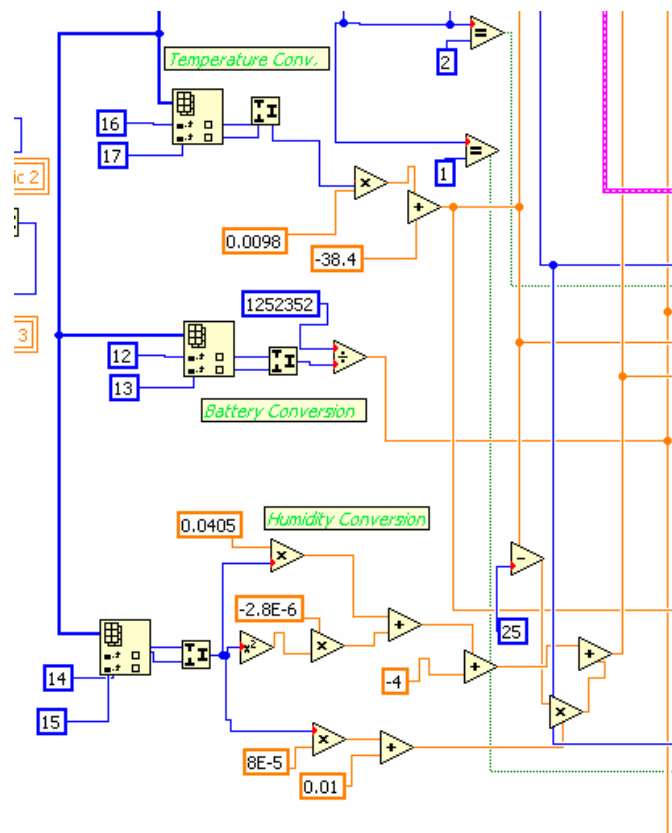 2
Temperature Conv.
16
17
1
ic 2
0.0098
-38.4
1252352
3
12
13
Battery Conversion
Humidity Conversion
0.0405
-2.8E-6
x²
25
14
-4
15
8E-5
0.01